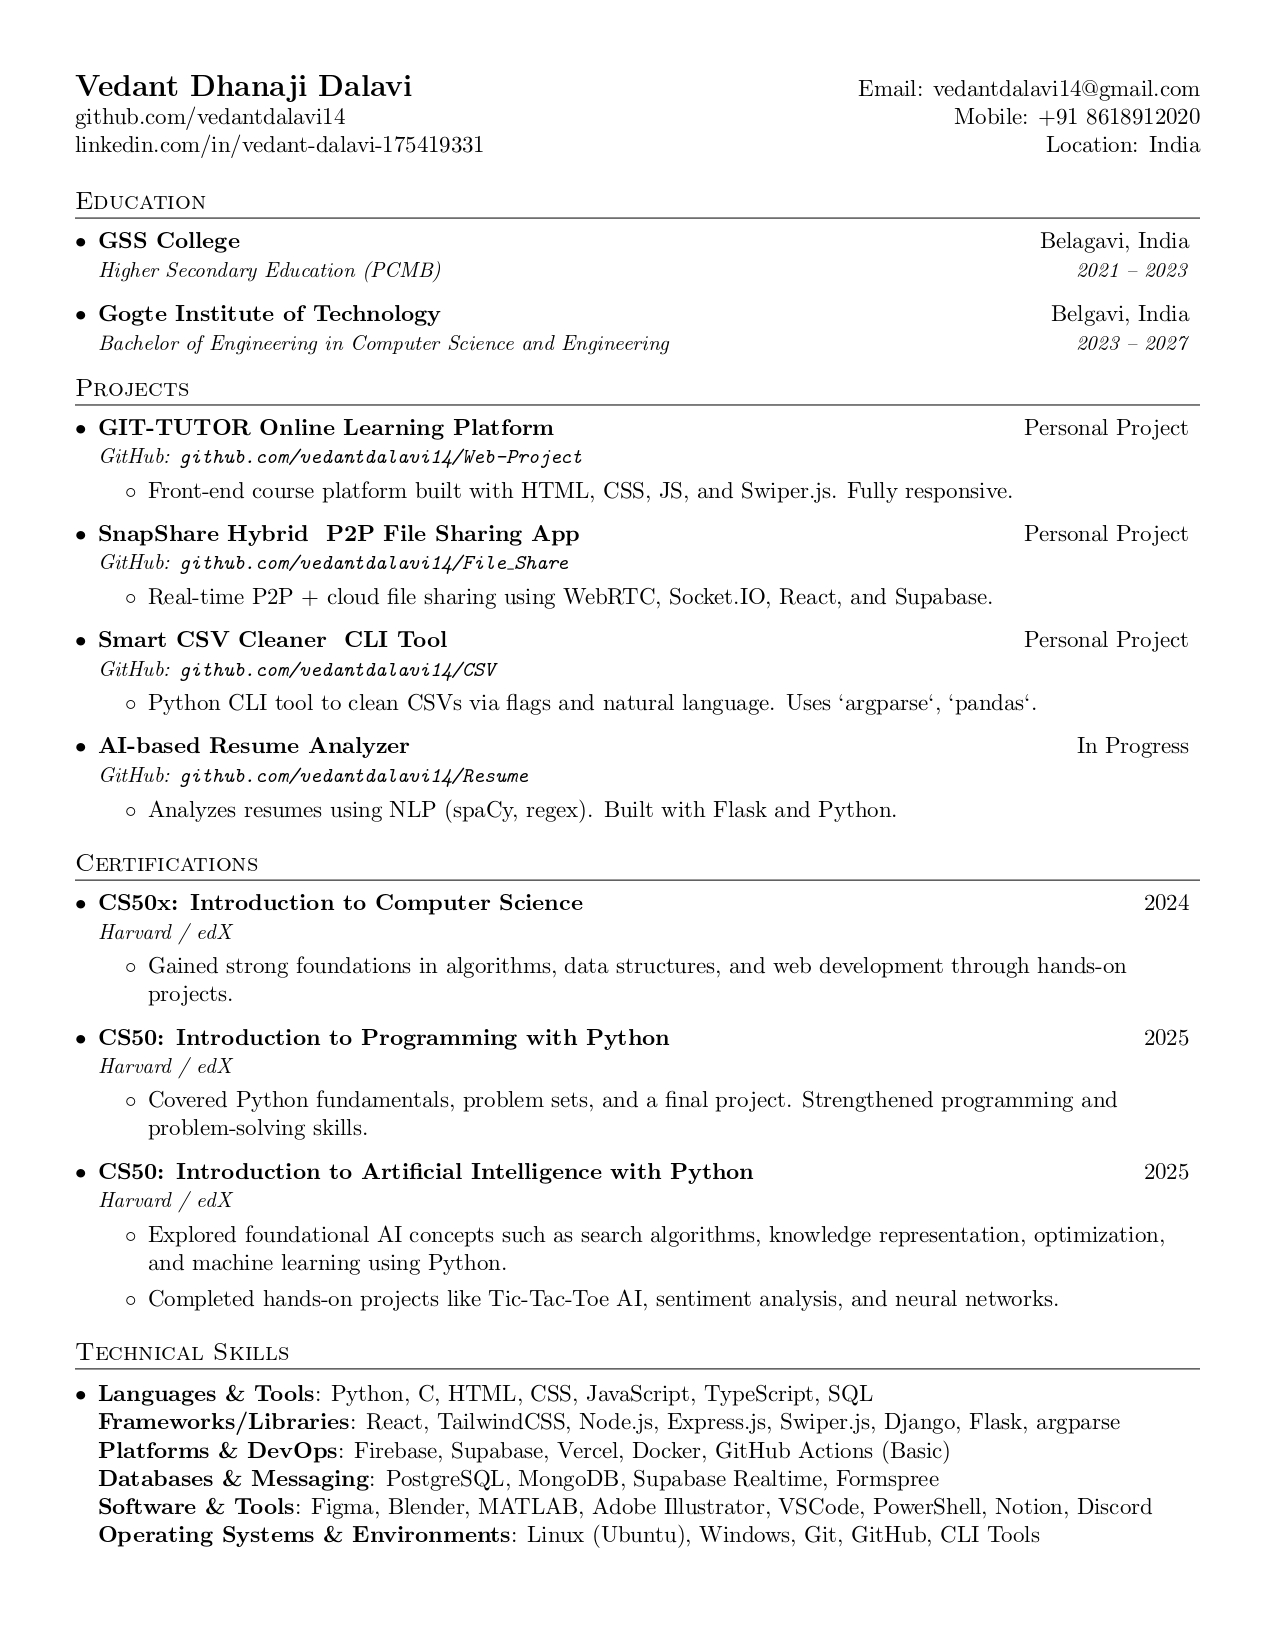 Vedant Dhanaji Dalavi
Email: vedantdalavi14@gmail.com
github.com/vedantdalavi14
Mobile: +91 8618912020
linkedin.com/in/vedant-dalavi-175419331
Location: India
Education
• GSS College
Belagavi, India
Higher Secondary Education (PCMB)
2021 – 2023
• Gogte Institute of Technology
Belgavi, India
Bachelor of Engineering in Computer Science and Engineering
2023 – 2027
Projects
• GIT-TUTOR Online Learning Platform
Personal Project
GitHub: github.com/vedantdalavi14/Web-Project
◦ Front-end course platform built with HTML, CSS, JS, and Swiper.js. Fully responsive.
• SnapShare Hybrid P2P File Sharing App
Personal Project
GitHub: github.com/vedantdalavi14/File_Share
◦ Real-time P2P + cloud file sharing using WebRTC, Socket.IO, React, and Supabase.
• Smart CSV Cleaner CLI Tool
Personal Project
GitHub: github.com/vedantdalavi14/CSV
◦ Python CLI tool to clean CSVs via flags and natural language. Uses ‘argparse‘, ‘pandas‘.
• AI-based Resume Analyzer
In Progress
GitHub: github.com/vedantdalavi14/Resume
◦ Analyzes resumes using NLP (spaCy, regex). Built with Flask and Python.
Certifications
• CS50x: Introduction to Computer Science
2024
Harvard / edX
◦ Gained strong foundations in algorithms, data structures, and web development through hands-on
projects.
• CS50: Introduction to Programming with Python
2025
Harvard / edX
◦ Covered Python fundamentals, problem sets, and a final project. Strengthened programming and
problem-solving skills.
• CS50: Introduction to Artificial Intelligence with Python
2025
Harvard / edX
◦ Explored foundational AI concepts such as search algorithms, knowledge representation, optimization,
and machine learning using Python.
◦ Completed hands-on projects like Tic-Tac-Toe AI, sentiment analysis, and neural networks.
Technical Skills
• Languages & Tools: Python, C, HTML, CSS, JavaScript, TypeScript, SQL
Frameworks/Libraries: React, TailwindCSS, Node.js, Express.js, Swiper.js, Django, Flask, argparse
Platforms & DevOps: Firebase, Supabase, Vercel, Docker, GitHub Actions (Basic)
Databases & Messaging: PostgreSQL, MongoDB, Supabase Realtime, Formspree
Software & Tools: Figma, Blender, MATLAB, Adobe Illustrator, VSCode, PowerShell, Notion, Discord
Operating Systems & Environments: Linux (Ubuntu), Windows, Git, GitHub, CLI Tools